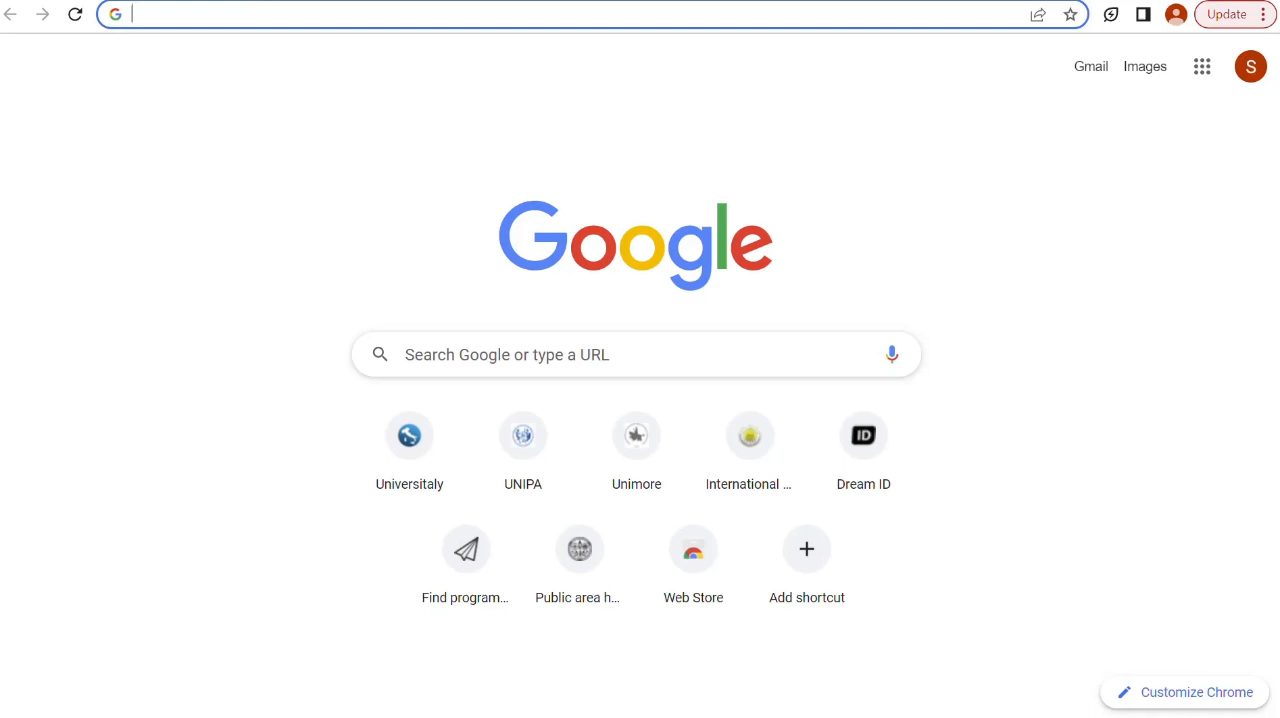 Update
Gmail Images S
Google
Search Google or type a URL
Universitaly UNIPA Unimore International ... Dream ID
ID
Find program... Public area h... Web Store Add shortcut
Customize Chrome